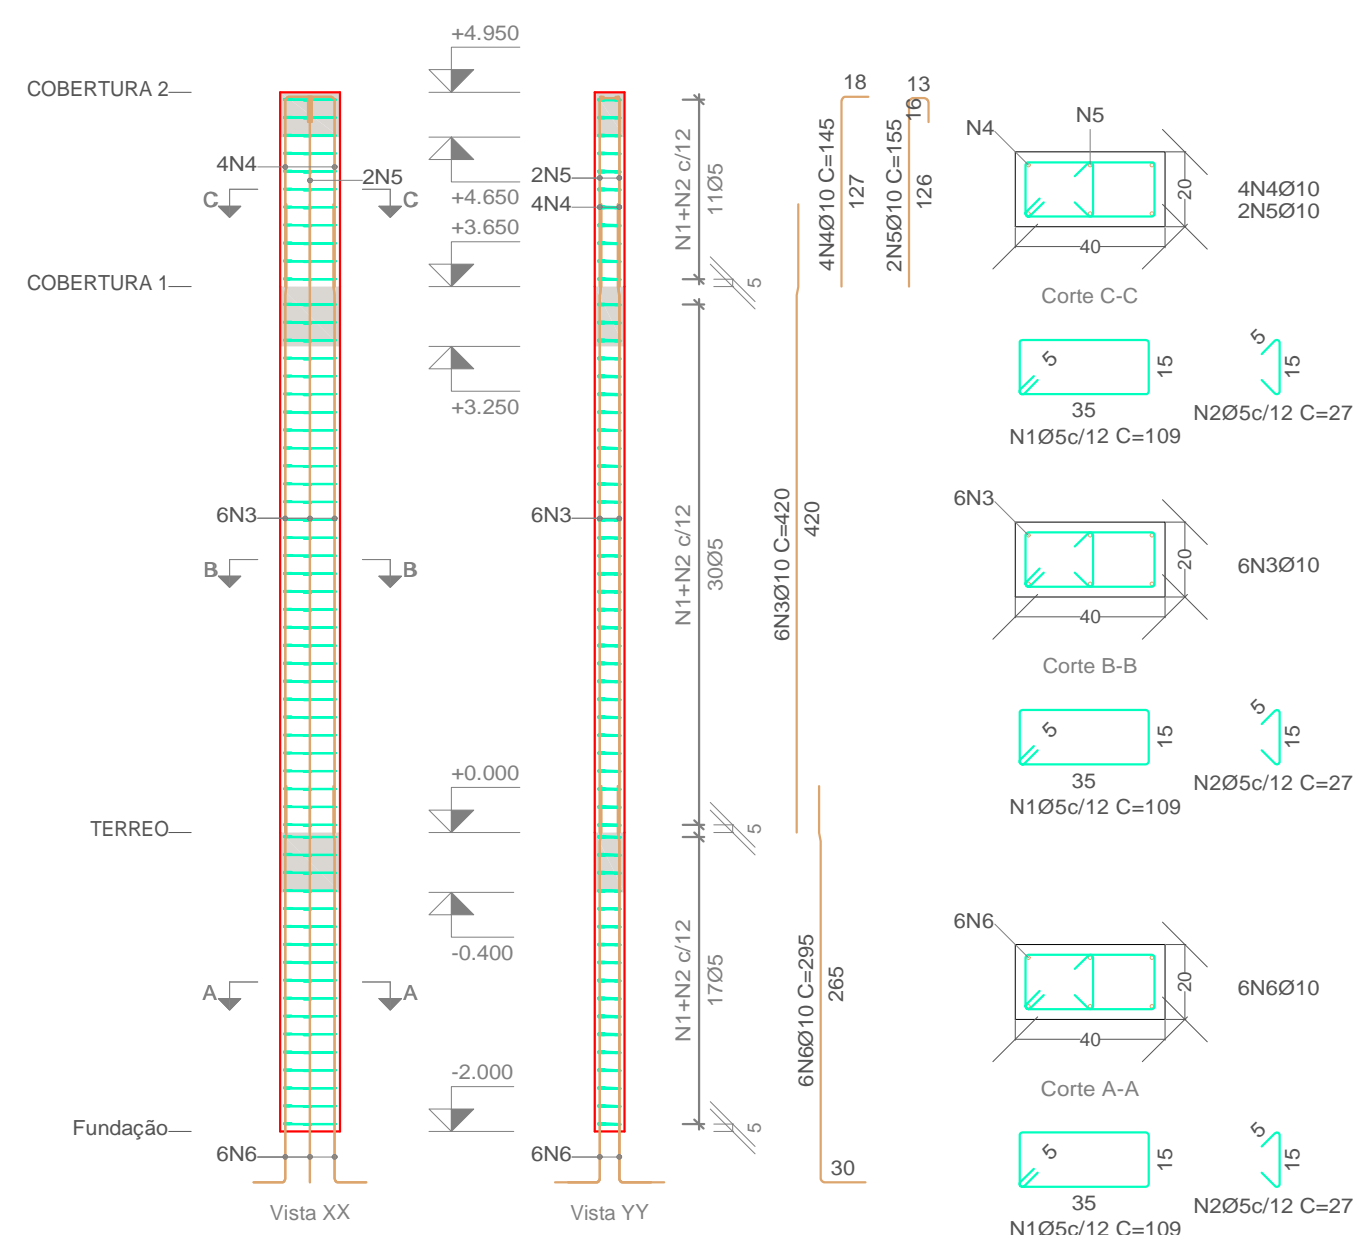 +4.950
COBERTURA 2
4N4
2N5
C
C
+4.650
+3.650
COBERTURA 1
+3.250
6N3
B
B
+0.000
TERREO
-0.400
A
A
-2.000
Fundação
6N6
Vista XX
2N5
4N4
6N3
6N6
Vista YY
N1+N2 c/12
11Ø5
5
N1+N2 c/12
30Ø5
5
N1+N2 c/12
17Ø5
5
18
4N4Ø10 C=145
127
13
16
2N5Ø10 C=155
126
6N3Ø10 C=420
420
6N6Ø10 C=295
265
30
N4
N5
20
40
4N4Ø10
2N5Ø10
Corte C-C
5
15
35
N1Ø5c/12 C=109
5
15
N2Ø5c/12 C=27
6N3
20
40
6N3Ø10
Corte B-B
5
15
35
N1Ø5c/12 C=109
5
15
N2Ø5c/12 C=27
6N6
20
40
6N6Ø10
Corte A-A
5
15
35
N1Ø5c/12 C=109
5
15
N2Ø5c/12 C=27